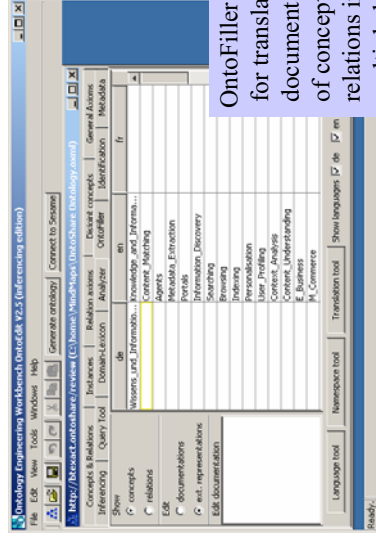 Ontology Engineering Workbench OntoEdit V2.5 (inferencing edition)
File Edit View Tools Windows Help
Generate ontology Connect to Sesame
http://btexact.ontoshare/review (C:\home\MindMaps\OntoShare Ontology.oxml)
Concepts & Relations Instances Relation axioms Disjoint concepts General Axioms
Inferencing Query Tool Domain-Lexicon Analyzer OntoFiller Identification Metadata
Show
concepts
relations
Edit
documentations
ext. representations
Edit documentation
de en fr
Wissens_und_Informatio... Knowledge_and_Informa...
Content_Matching
Agents
Metadata_Extraction
Portals
Information_Discovery
Searching
Browsing
Indexing
Personalisation
User_Profiling
Context_Analysis
Content_Understanding
E_Business
M_Commerce
Language tool Namespace tool Translation tool Show languages de en
Ready.
OntoFiller
for transla
document
of concep
relations i